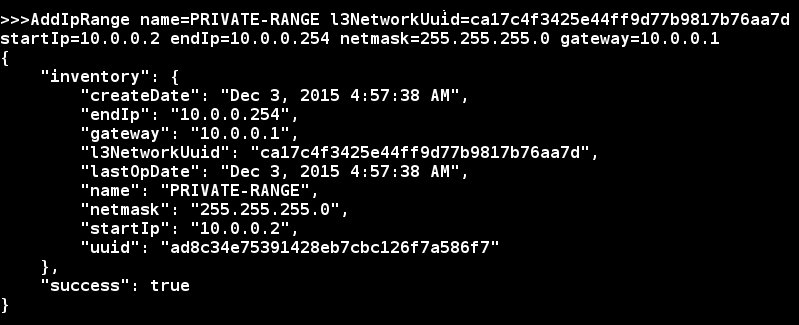 >>>AddIpRange name=PRIVATE-RANGE l3NetworkUuid=ca17c4f3425e44ff9d77b9817b76aa7d
startIp=10.0.0.2 endIp=10.0.0.254 netmask=255.255.255.0 gateway=10.0.0.1
{
    "inventory": {
        "createDate": "Dec 3, 2015 4:57:38 AM",
        "endIp": "10.0.0.254",
        "gateway": "10.0.0.1",
        "l3NetworkUuid": "ca17c4f3425e44ff9d77b9817b76aa7d",
        "lastOpDate": "Dec 3, 2015 4:57:38 AM",
        "name": "PRIVATE-RANGE",
        "netmask": "255.255.255.0",
        "startIp": "10.0.0.2",
        "uuid": "ad8c34e75391428eb7cbc126f7a586f7"
    },
    "success": true
}